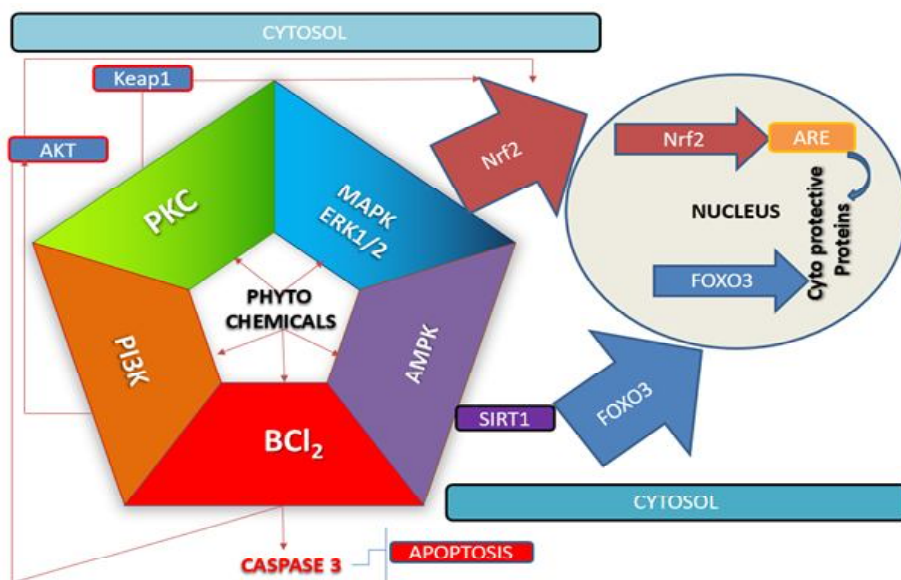 CYTOSOL
Keap1
AKT
PKC
MAPK
ERK1/2
Nrf2
Nrf2
ARE
NUCLEUS
Cyto protective
Proteins
FOXO3
PHYTO
CHEMICALS
PI3K
AMPK
BCl₂
SIRT1
FOXO3
CYTOSOL
CASPASE 3
APOPTOSIS